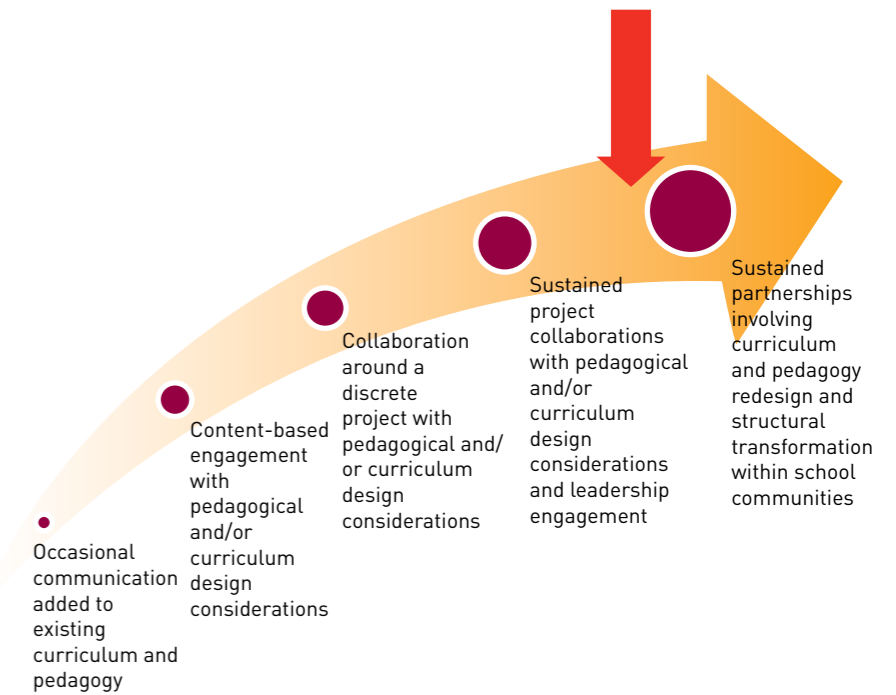 Occasional
communication
added to
existing
curriculum and
pedagogy
Content-based
engagement
with
pedagogical
and/or
curriculum
design
considerations
Collaboration
around a
discrete
project with
pedagogical and/
or curriculum
design
considerations
Sustained
project
collaborations
with pedagogical
and/or
curriculum
design
considerations
and leadership
engagement
Sustained
partnerships
involving
curriculum
and pedagogy
redesign and
structural
transformation
within school
communities